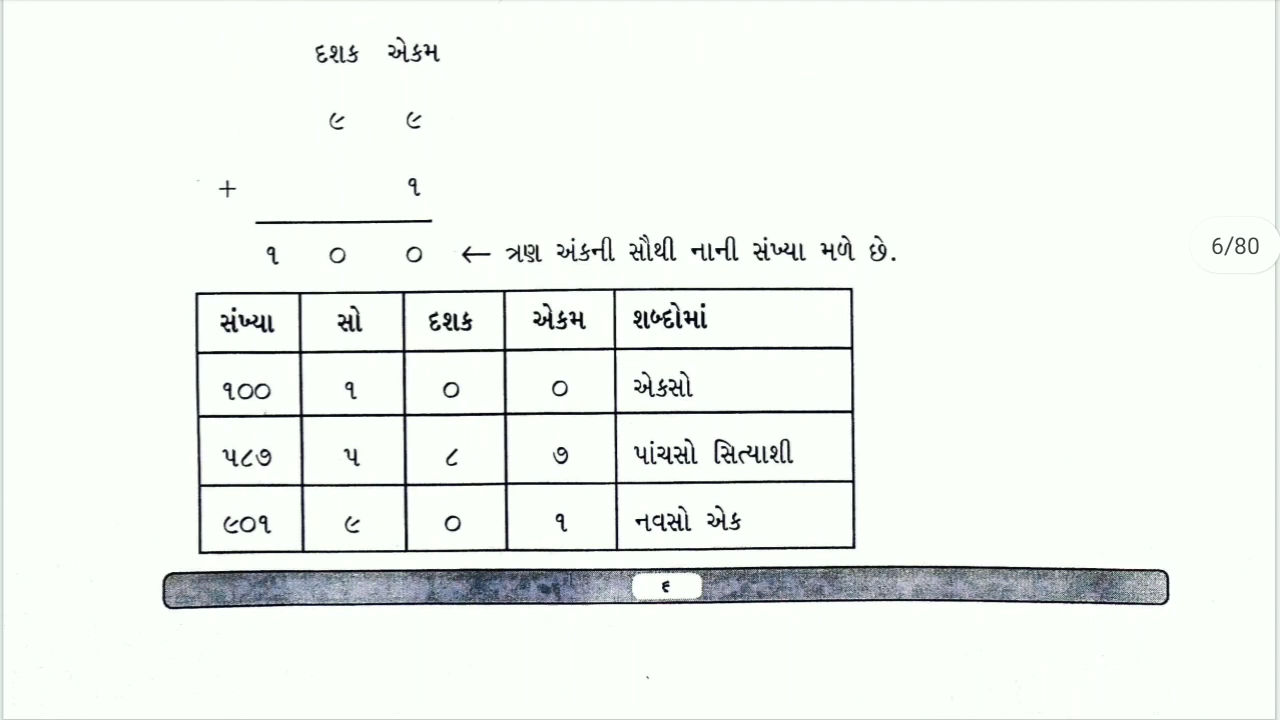 દશક એકમ
૯ ૯
+ ૧
૧ ૦ ૦ ← ત્રણ અંકની સૌથી નાની સંખ્યા મળે છે.
6/80
સંખ્યા સો દશક એકમ શબ્દોમાં
૧૦૦ ૧ ૦ ૦ એકસો
૫૮૭ ૫ ૮ ૭ પાંચસો સિત્યાશી
૯૦૧ ૯ ૦ ૧ નવસો એક
૬